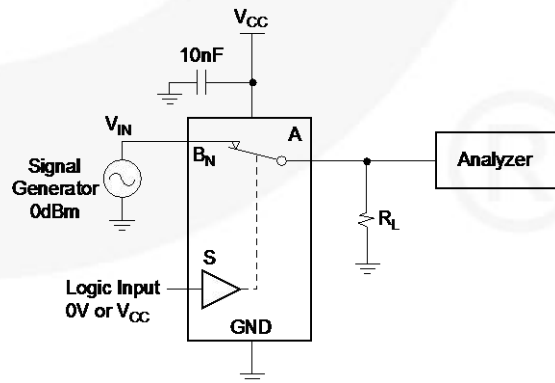 VCC
10nF
VIN
A
BN
Analyzer
Signal
Generator
0dBm
RL
S
Logic Input
0V or VCC
GND
R